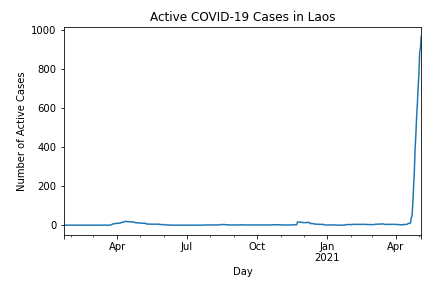 Active COVID-19 Cases in Laos
1000
800
600
400
200
0
Number of Active Cases
Apr
Jul
Oct
Jan
2021
Apr
Day